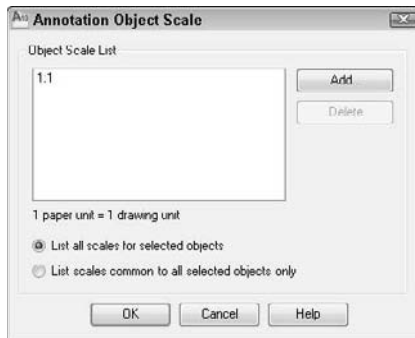 Annotation Object Scale
Object Scale List
1:1
Add...
Delete
1 paper unit = 1 drawing unit
List all scales for selected objects
List scales common to all selected objects only
OK
Cancel
Help